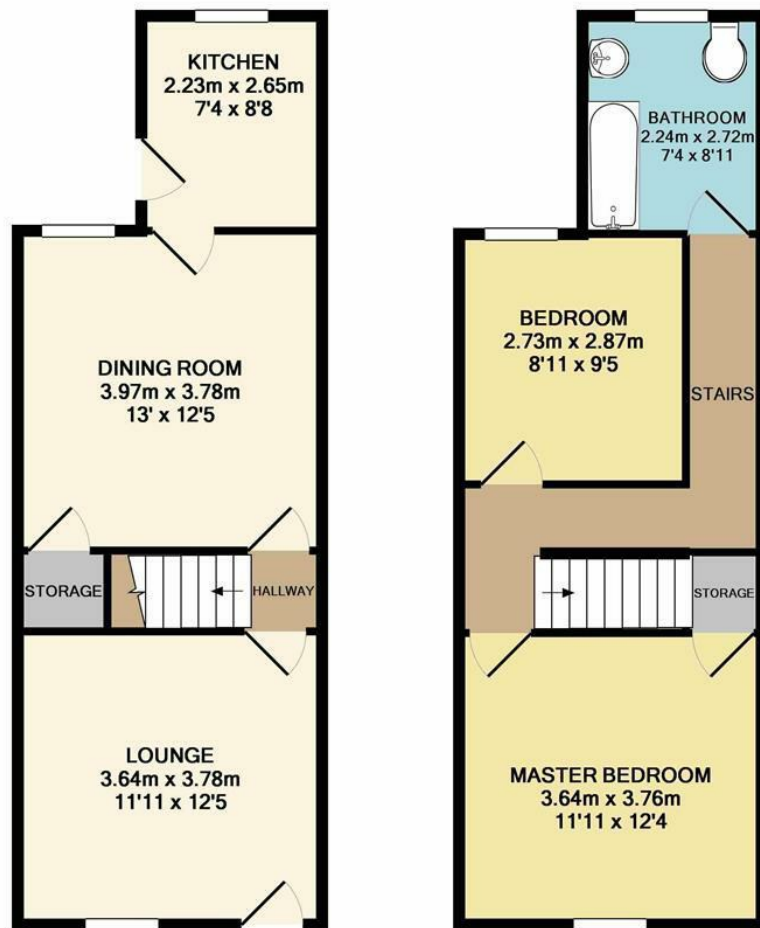 KITCHEN
2.23m x 2.65m
7'4 x 8'8
DINING ROOM
3.97m x 3.78m
13' x 12'5
STORAGE
HALLWAY
LOUNGE
3.64m x 3.78m
11'11 x 12'5
BATHROOM
2.24m x 2.72m
7'4 x 8'11
BEDROOM
2.73m x 2.87m
8'11 x 9'5
STAIRS
STORAGE
MASTER BEDROOM
3.64m x 3.76m
11'11 x 12'4